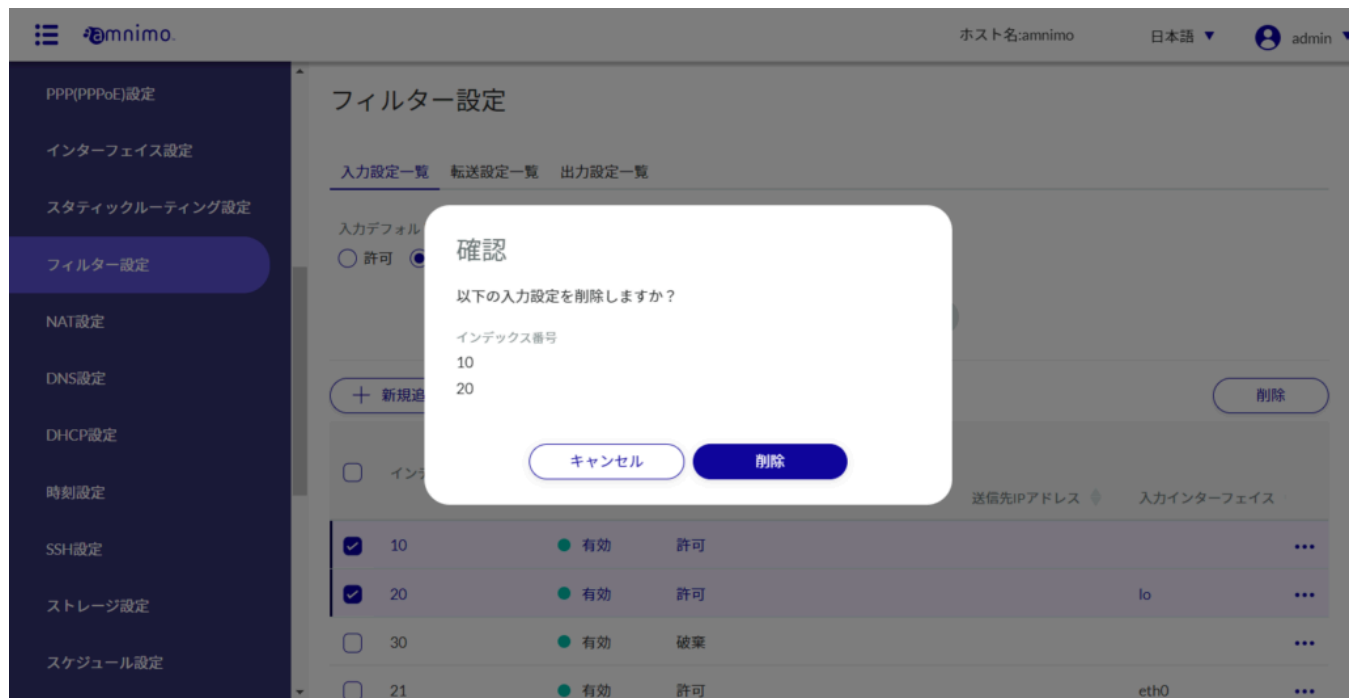 amnimo.
ホスト名:amnimo
日本語
admin
PPP(PPPoE)設定
インターフェイス設定
スタティックルーティング設定
フィルター設定
NAT設定
DNS設定
DHCP設定
時刻設定
SSH設定
ストレージ設定
スケジュール設定
フィルター設定
入力設定一覧 転送設定一覧 出力設定一覧
入力デフォル
許可
確認
以下の入力設定を削除しますか？
インデックス番号
10
20
キャンセル 削除
新規追
削除
インデ
送信先IPアドレス 入力インターフェイス
10 有効 許可
20 有効 許可 lo
30 有効 破棄
21 有効 許可 eth0